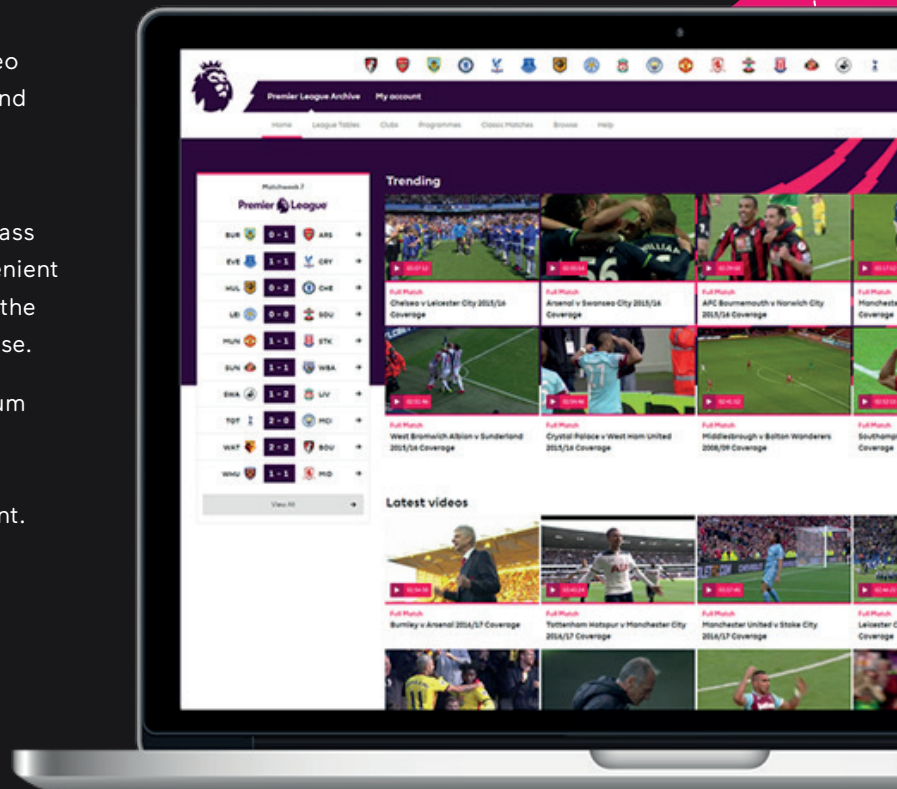 eo
nd
ass
enient
the
se.
um
nt.
Premier League Archive My account
Home League Tables Clubs Programmes Classic Matches Browse Help
Matchweek 7
Premier League
BUR 0 - 1 ARS
EVE 1 - 1 CRY
HUL 0 - 2 CHE
LEI 0 - 0 SOU
MUN 1 - 1 STK
SUN 1 - 1 WBA
SWA 1 - 2 LIV
TOT 2 - 0 MCI
WAT 2 - 2 BOU
WHU 1 - 1 MID
View All
Trending
Full Match
Chelsea v Leicester City 2015/16
Coverage
Full Match
Arsenal v Swansea City 2015/16
Coverage
Full Match
AFC Bournemouth v Norwich City
2015/16 Coverage
Full Match
Mancheste
Coverage
Full Match
West Bromwich Albion v Sunderland
2015/16 Coverage
Full Match
Crystal Palace v West Ham United
2015/16 Coverage
Full Match
Middlesbrough v Bolton Wanderers
2008/09 Coverage
Full Match
Southamp
Coverage
Latest videos
Full Match
Burnley v Arsenal 2016/17 Coverage
Full Match
Tottenham Hotspur v Manchester City
2016/17 Coverage
Full Match
Manchester United v Stoke City
2016/17 Coverage
Full Match
Leicester C
Coverage